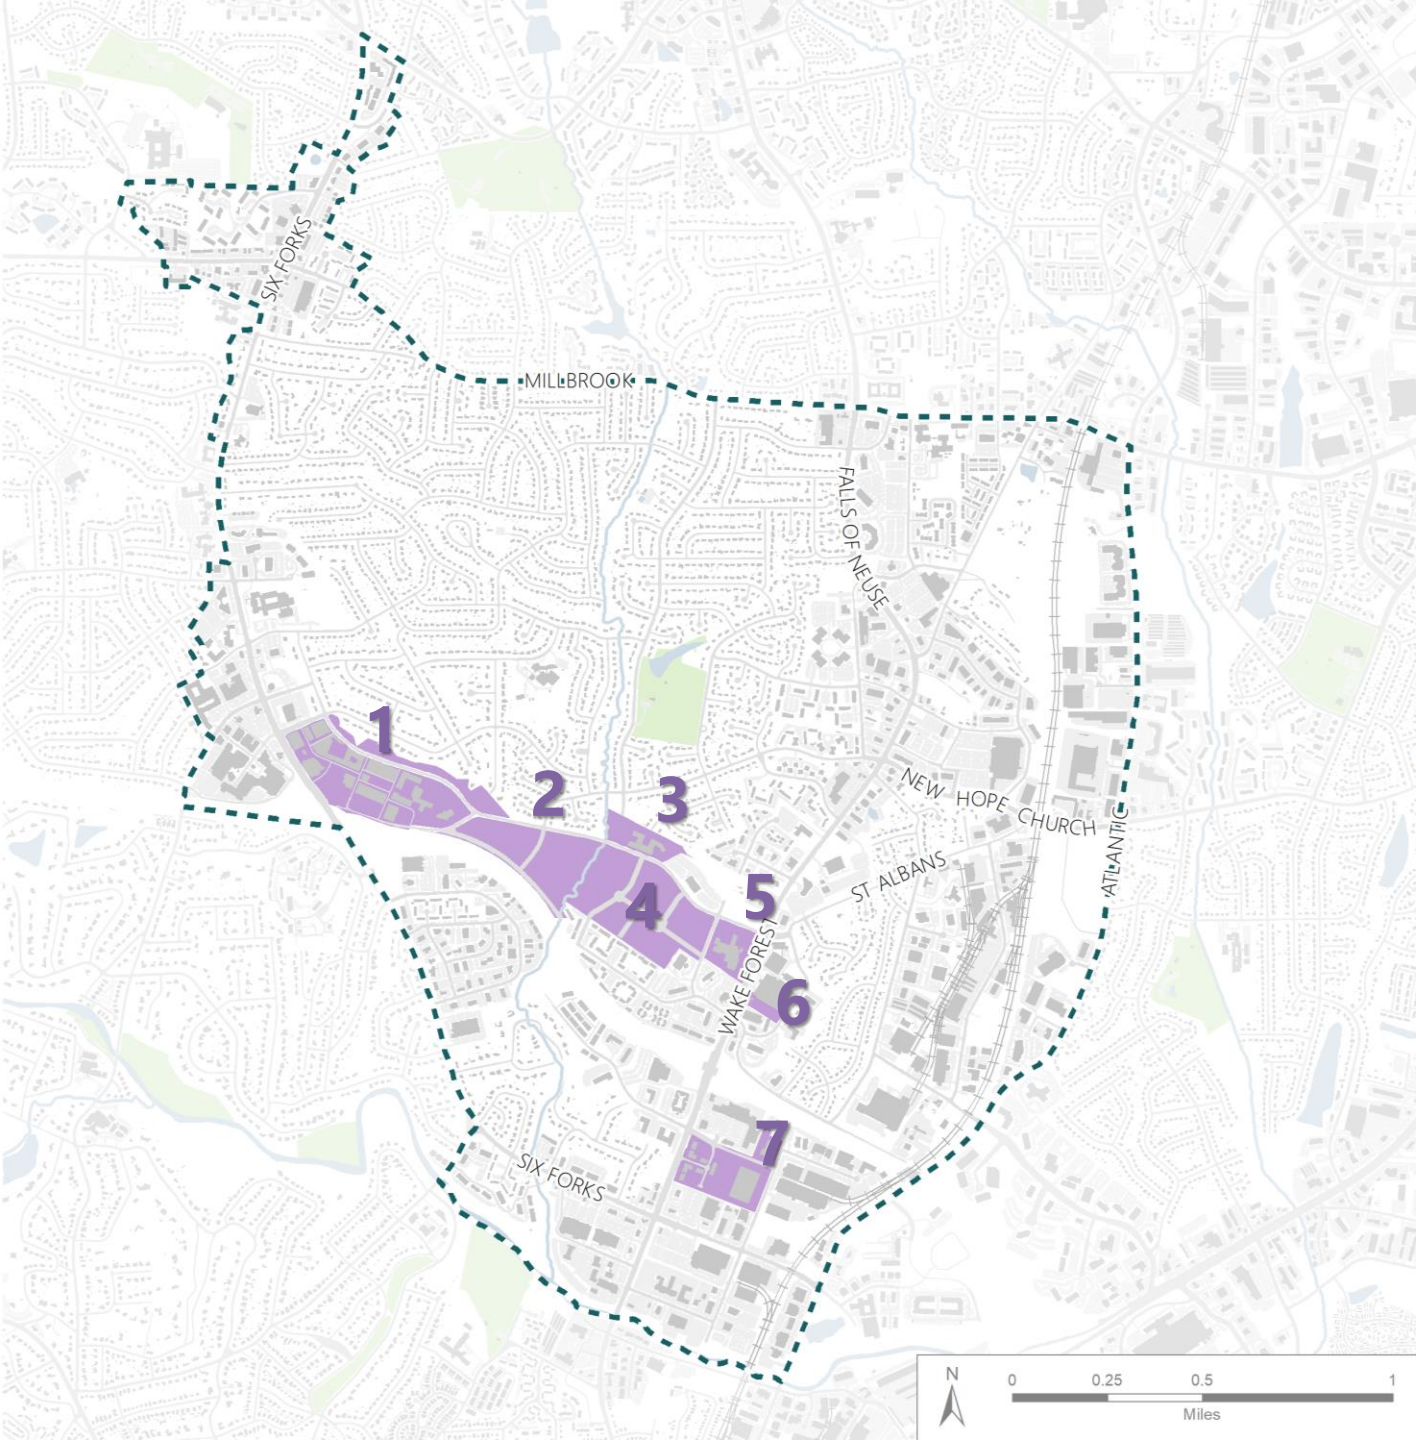 SIX FORKS
MILLBROOK
FALLS OF NEUSE
1
2
3
NEW HOPE CHURCH
ATLANTIC
ST ALBANS
4
5
WAKE FOREST
6
7
SIX FORKS
N
0 0.25 0.5 1
Miles